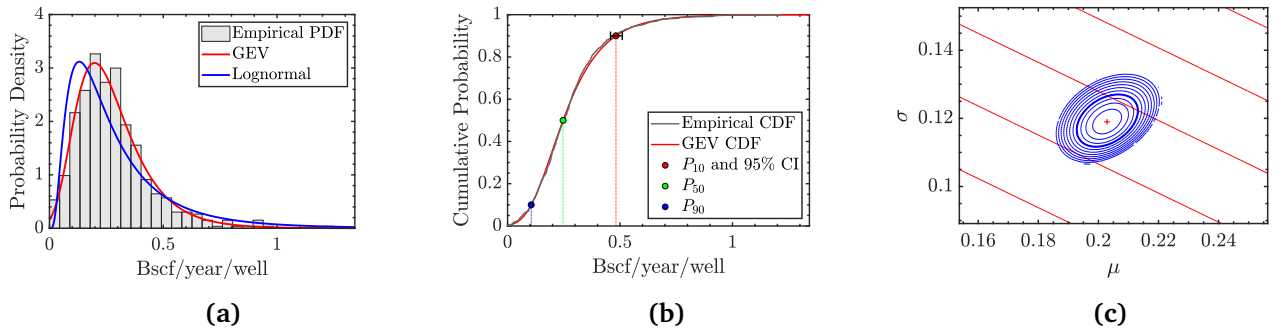 4
3
2
1
0
Probability Density
0
0.5
1
Bscf/year/well
Empirical PDF
GEV
Lognormal
(a)
1
0.8
0.6
0.4
0.2
0
Cumulative Probability
0
0.5
1
Bscf/year/well
Empirical CDF
GEV CDF
P₁₀ and 95% CI
P₅₀
P₉₀
(b)
0.14
0.12
0.1
σ
0.16
0.18
0.2
0.22
0.24
μ
(c)